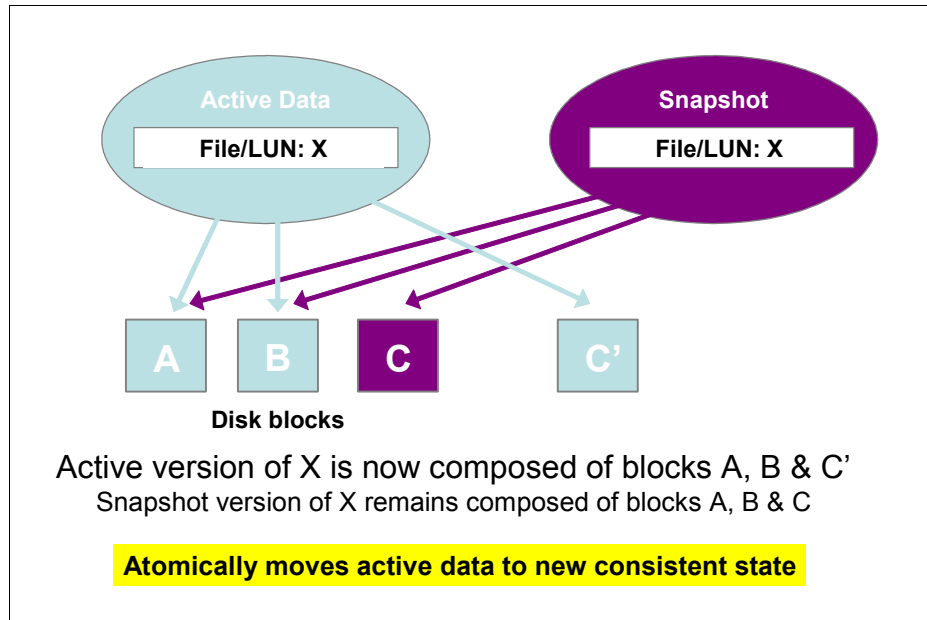 Active Data
Snapshot
File/LUN: X
File/LUN: X
A
B
C
C’
Disk blocks
Active version of X is now composed of blocks A, B & C’
Snapshot version of X remains composed of blocks A, B & C
Atomically moves active data to new consistent state